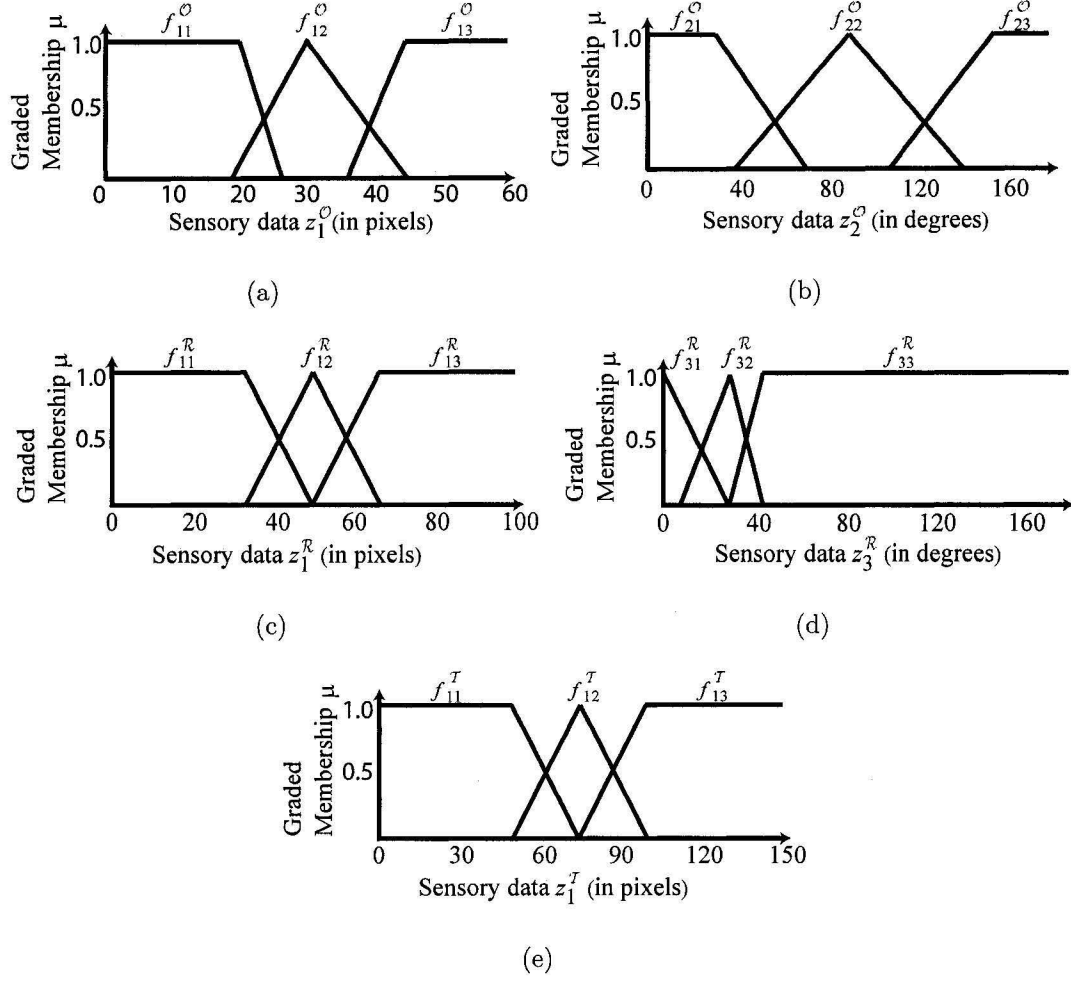 f_{11}^{𝒪} f_{12}^{𝒪} f_{13}^{𝒪}
Graded
Membership μ
1.0
0.5
0 10 20 30 40 50 60
Sensory data z_1^{𝒪} (in pixels)
(a)
f_{21}^{𝒪} f_{22}^{𝒪} f_{23}^{𝒪}
Graded
Membership μ
1.0
0.5
0 40 80 120 160
Sensory data z_2^{𝒪} (in degrees)
(b)
f_{11}^{ℛ} f_{12}^{ℛ} f_{13}^{ℛ}
Graded
Membership μ
1.0
0.5
0 20 40 60 80 100
Sensory data z_1^{ℛ} (in pixels)
(c)
f_{31}^{ℛ} f_{32}^{ℛ} f_{33}^{ℛ}
Graded
Membership μ
1.0
0.5
0 40 80 120 160
Sensory data z_3^{ℛ} (in degrees)
(d)
f_{11}^{𝒯} f_{12}^{𝒯} f_{13}^{𝒯}
Graded
Membership μ
1.0
0.5
0 30 60 90 120 150
Sensory data z_1^{𝒯} (in pixels)
(e)